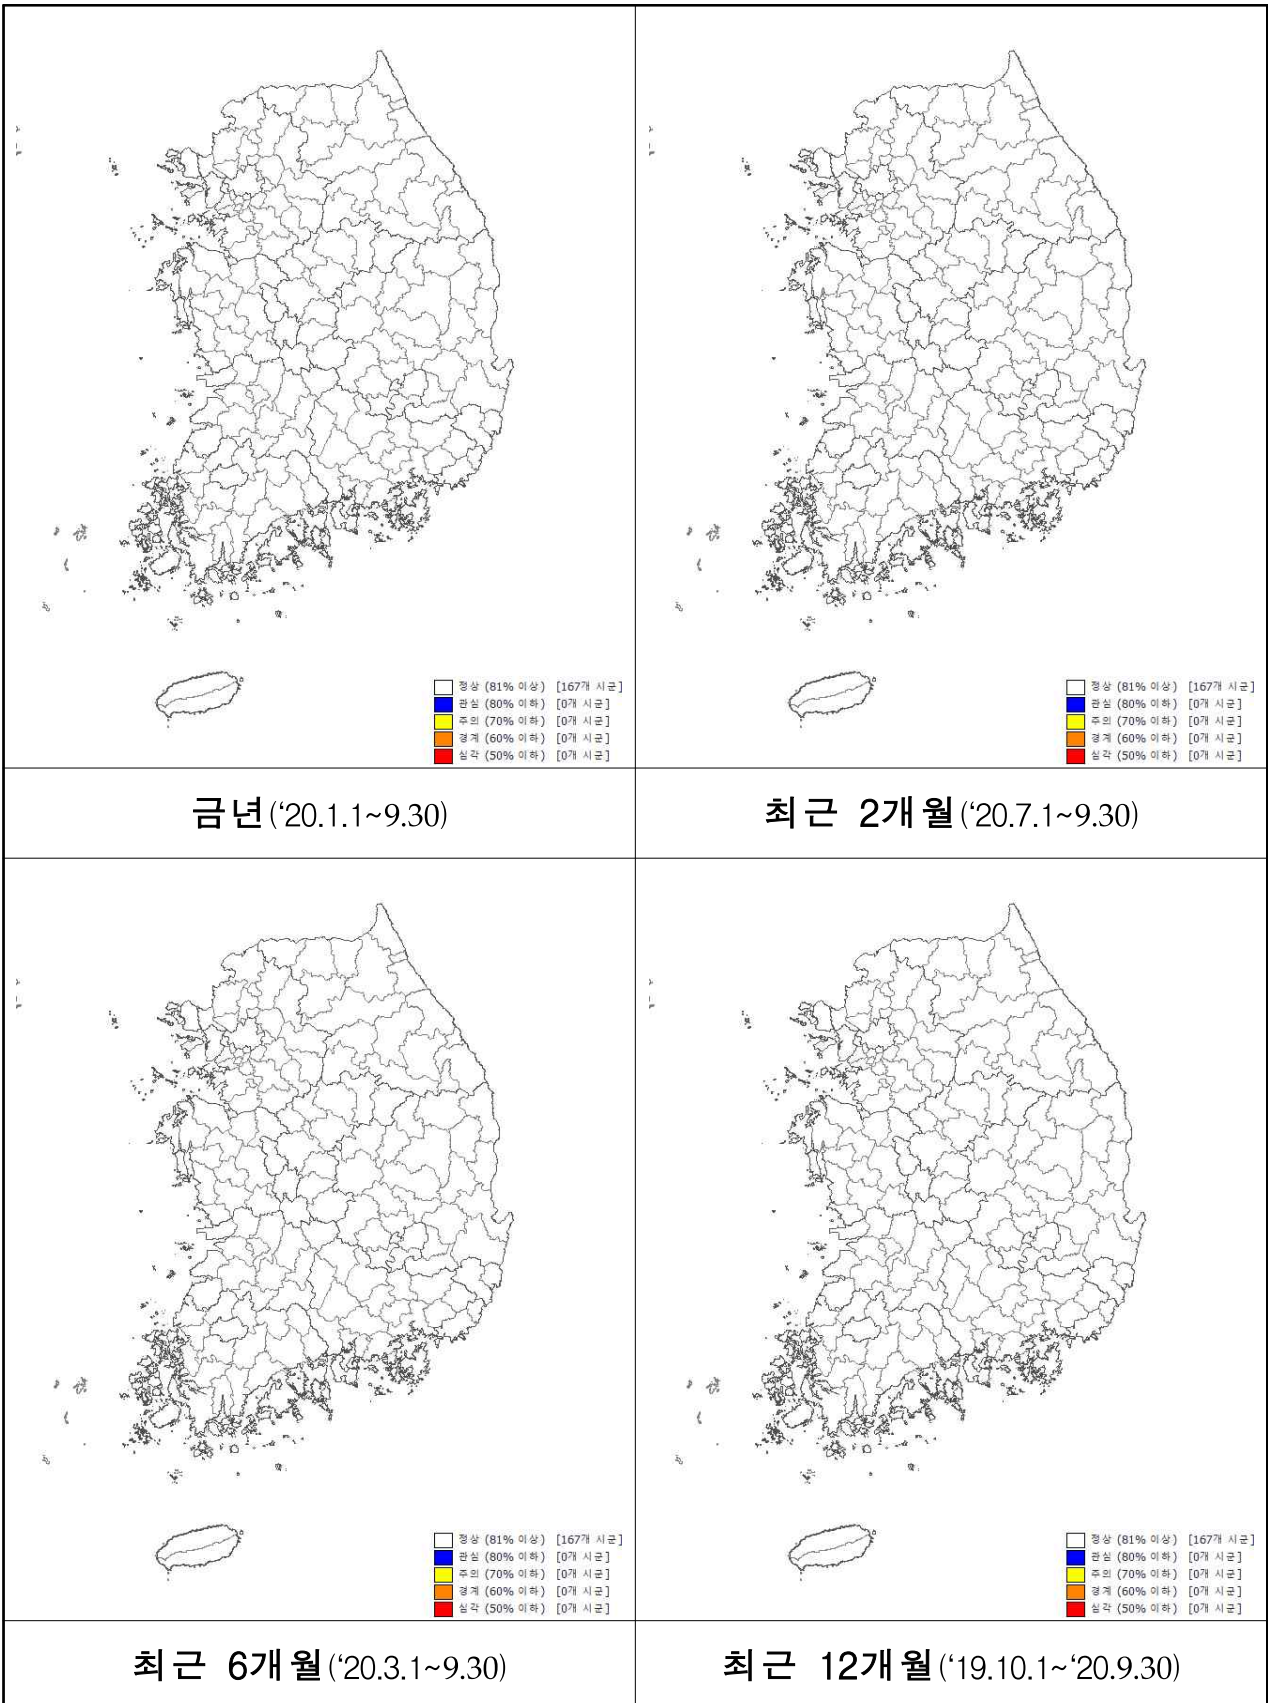 정상 (81% 이상) [167개 시군]
관심 (80% 이하) [0개 시군]
주의 (70% 이하) [0개 시군]
경계 (60% 이하) [0개 시군]
심각 (50% 이하) [0개 시군]
정상 (81% 이상) [167개 시군]
관심 (80% 이하) [0개 시군]
주의 (70% 이하) [0개 시군]
경계 (60% 이하) [0개 시군]
심각 (50% 이하) [0개 시군]
금년(‘20.1.1~9.30)
최근 2개월(‘20.7.1~9.30)
정상 (81% 이상) [167개 시군]
관심 (80% 이하) [0개 시군]
주의 (70% 이하) [0개 시군]
경계 (60% 이하) [0개 시군]
심각 (50% 이하) [0개 시군]
정상 (81% 이상) [167개 시군]
관심 (80% 이하) [0개 시군]
주의 (70% 이하) [0개 시군]
경계 (60% 이하) [0개 시군]
심각 (50% 이하) [0개 시군]
최근 6개월(‘20.3.1~9.30)
최근 12개월(‘19.10.1~‘20.9.30)